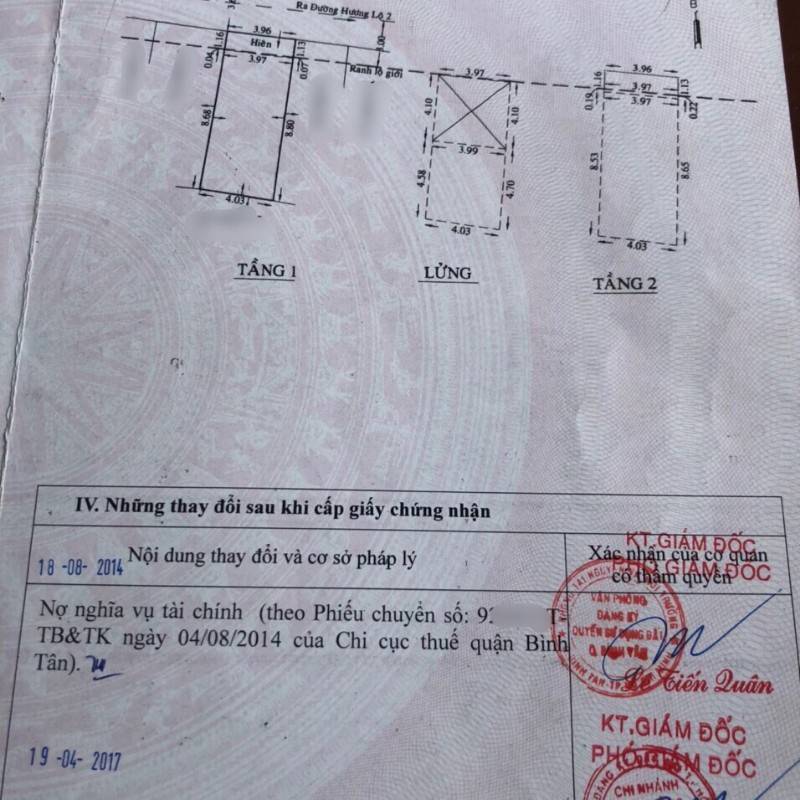 Ra Đường Hương Lộ 2
3.96
1.16
Hiên
1.13
3.00
0.04
3.97
0.07
Ranh lộ giới
8.68
8.80
4.03
TẦNG 1
3.97
4.10
4.10
3.99
4.58
4.70
4.03
LỬNG
3.96
1.16
3.97
1.13
0.19
3.97
0.22
8.53
8.65
4.03
TẦNG 2
IV. Những thay đổi sau khi cấp giấy chứng nhận
Nội dung thay đổi và cơ sở pháp lý
Xác nhận của cơ quan
có thẩm quyền
18-08-2014
KT.GIÁM ĐỐC
PHÓ GIÁM ĐỐC
Nợ nghĩa vụ tài chính (theo Phiếu chuyển số: 92 T
TB&TK ngày 04/08/2014 của Chi cục thuế quận Bình
Tân).
VĂN PHÒNG
ĐĂNG KÝ
QUYỀN SỬ DỤNG ĐẤT
Q. BÌNH TÂN
Lê Tiến Quân
19-04-2017
KT.GIÁM ĐỐC
PHÓ GIÁM ĐỐC
CHI NHÁNH